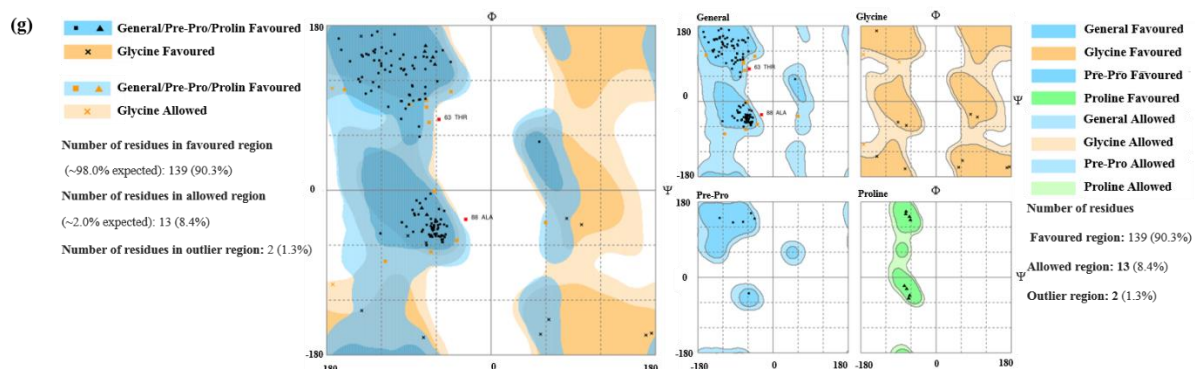 (g)
General/Pre-Pro/Prolin Favoured
Glycine Favoured
General/Pre-Pro/Prolin Favoured
Glycine Allowed
Number of residues in favoured region
(~98.0% expected): 139 (90.3%)
Number of residues in allowed region
(~2.0% expected): 13 (8.4%)
Number of residues in outlier region: 2 (1.3%)
Φ
180
63 THR
0
88 ALA
Ψ
-180
-180
0
180
General
180
63 THR
0
88 ALA
-180
Glycine
Ψ
Pre-Pro
180
0
-180
-180
0
180
Proline
Φ
Ψ
-180
0
180
General Favoured
Glycine Favoured
Pre-Pro Favoured
Proline Favoured
General Allowed
Glycine Allowed
Pre-Pro Allowed
Proline Allowed
Number of residues
Favoured region: 139 (90.3%)
Allowed region: 13 (8.4%)
Outlier region: 2 (1.3%)